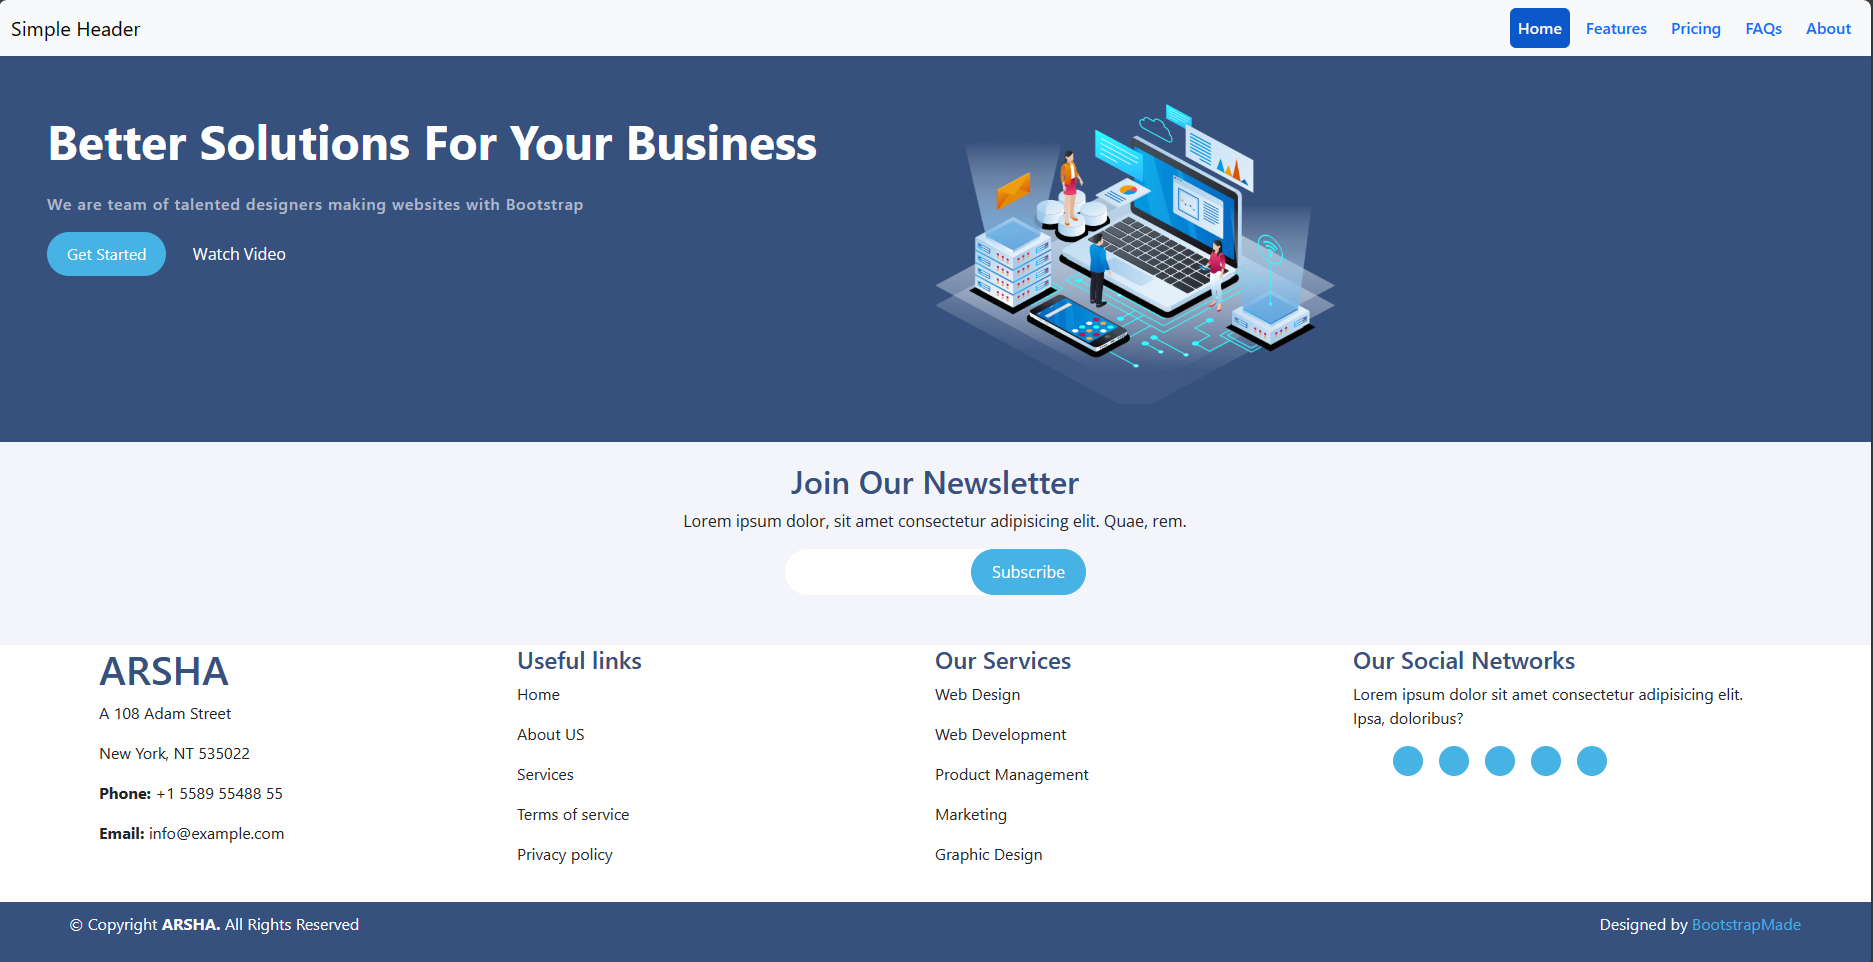 Simple Header
Home Features Pricing FAQs About
Better Solutions For Your Business
We are team of talented designers making websites with Bootstrap
Get Started Watch Video
Join Our Newsletter
Lorem ipsum dolor, sit amet consectetur adipisicing elit. Quae, rem.
Subscribe
ARSHA
A 108 Adam Street
New York, NT 535022
Phone: +1 5589 55488 55
Email: info@example.com
Useful links
Home
About US
Services
Terms of service
Privacy policy
Our Services
Web Design
Web Development
Product Management
Marketing
Graphic Design
Our Social Networks
Lorem ipsum dolor sit amet consectetur adipisicing elit.
Ipsa, doloribus?
© Copyright ARSHA. All Rights Reserved
Designed by BootstrapMade